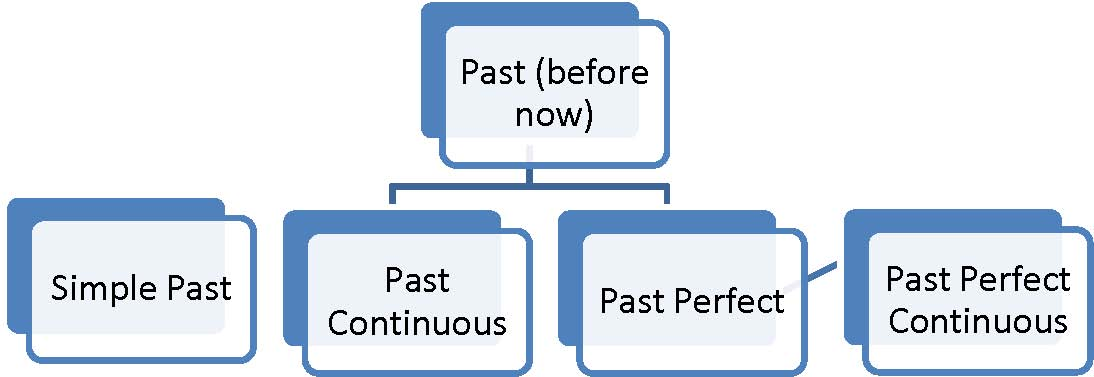 Past (before
now)
Simple Past
Past
Continuous
Past Perfect
Past Perfect
Continuous